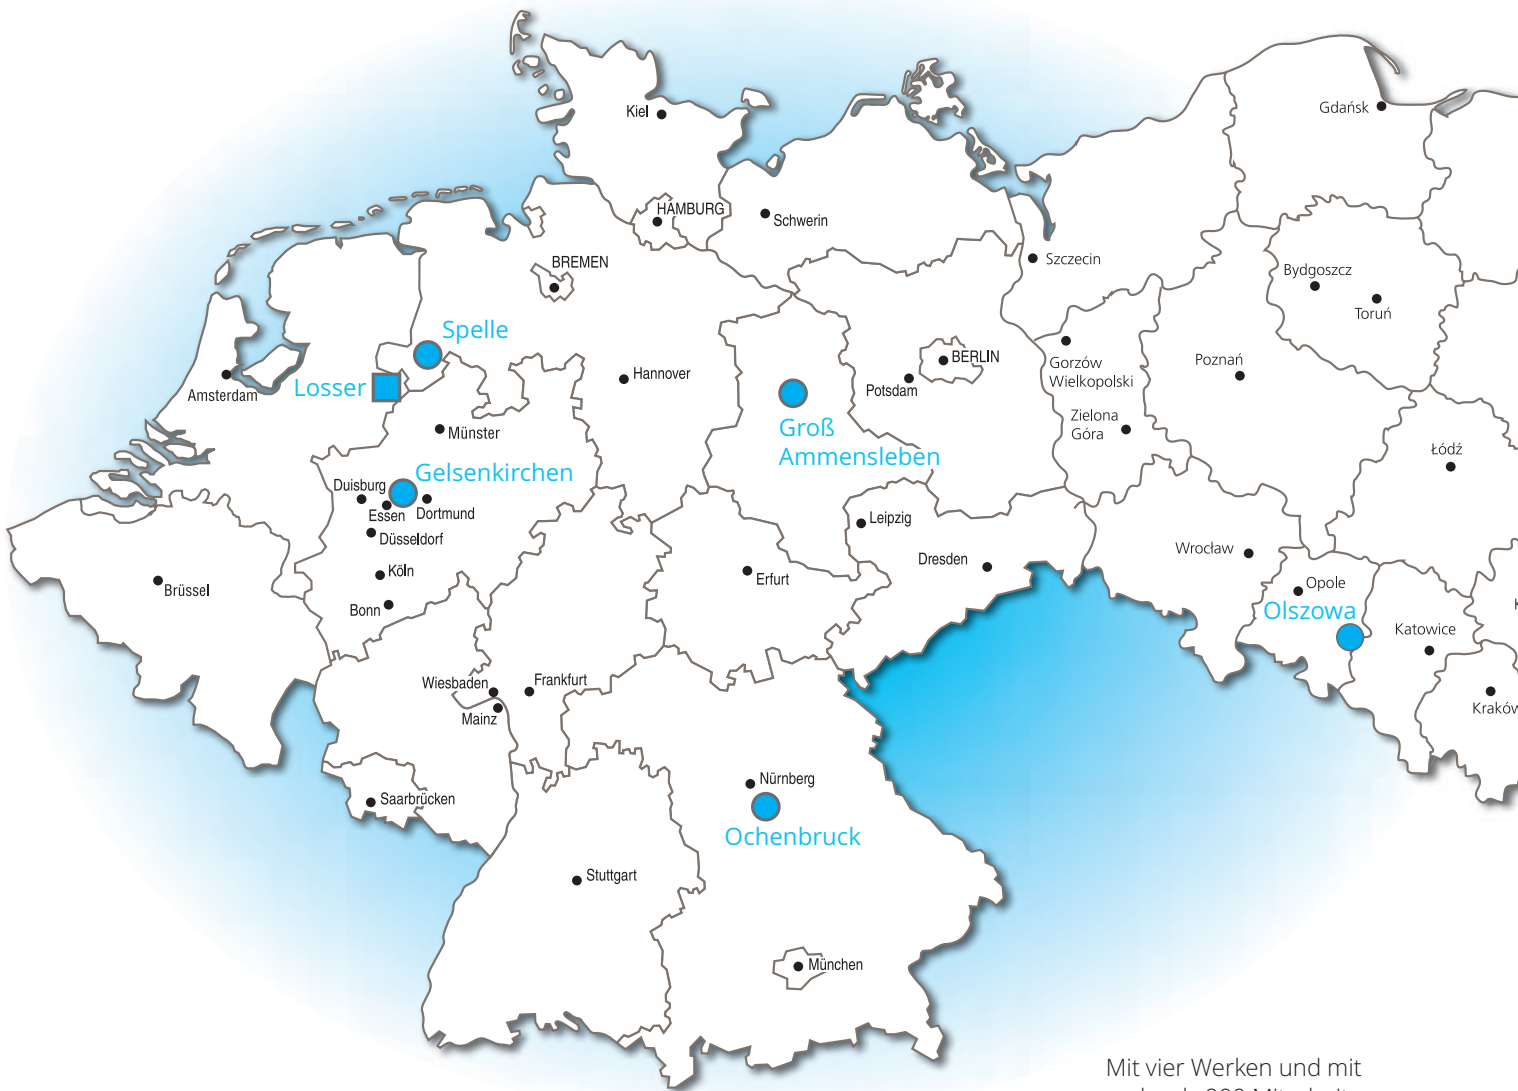 Kiel
Gdańsk
HAMBURG
Schwerin
BREMEN
Szczecin
Bydgoszcz
Toruń
Spelle
BERLIN
Gorzów
Wielkopolski
Poznań
Hannover
Potsdam
Amsterdam
Losser
Zielona
Góra
Münster
Groß
Ammensleben
Łódź
Gelsenkirchen
Duisburg
Essen
Dortmund
Düsseldorf
Leipzig
Wrocław
Dresden
Köln
Erfurt
Brüssel
Bonn
Opole
Olszowa
Katowice
Wiesbaden
Frankfurt
Mainz
Kraków
Nürnberg
Saarbrücken
Ochenbruck
Stuttgart
München
Mit vier Werken und mit